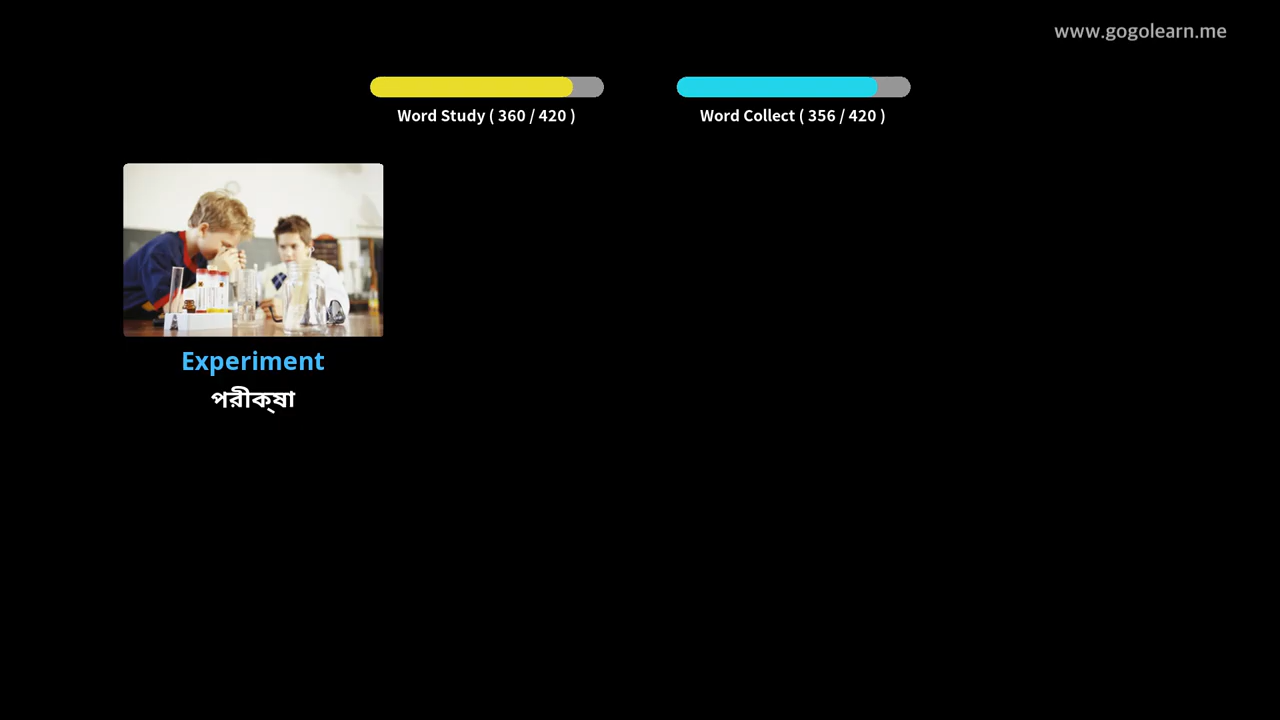 www.gogolearn.me
Word Study ( 360 / 420 )
Word Collect ( 356 / 420 )
Experiment
পরীক্ষা